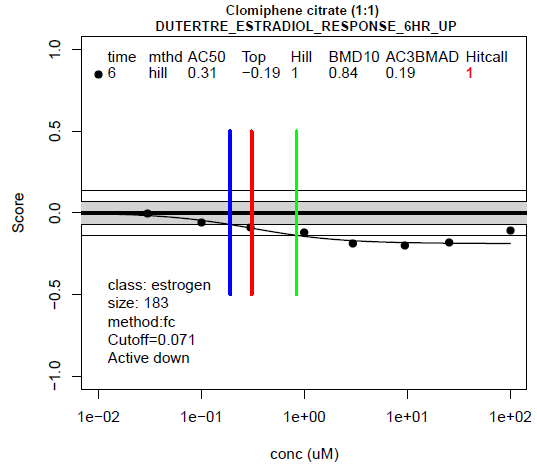 Clomiphene citrate (1:1)
DUTERTRE_ESTRADIOL_RESPONSE_6HR_UP
time mthd AC50 Top Hill BMD10 AC3BMAD Hitcall
6 hill 0.31 −0.19 1 0.84 0.19 1
1.0
0.5
0.0
−0.5
−1.0
Score
class: estrogen
size: 183
method:fc
Cutoff=0.071
Active down
1e−02 1e−01 1e+00 1e+01 1e+02
conc (uM)